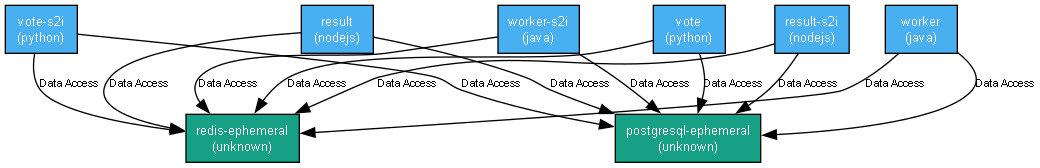 vote-s2i
(python)
result
(nodejs)
worker-s2i
(java)
vote
(python)
result-s2i
(nodejs)
worker
(java)
Data Access
Data Access
Data Access
Data Access
Data Access
Data Access
Data Access
Data Access
Data Access
Data Access
Data Access
Data Access
redis-ephemeral
(unknown)
postgresql-ephemeral
(unknown)